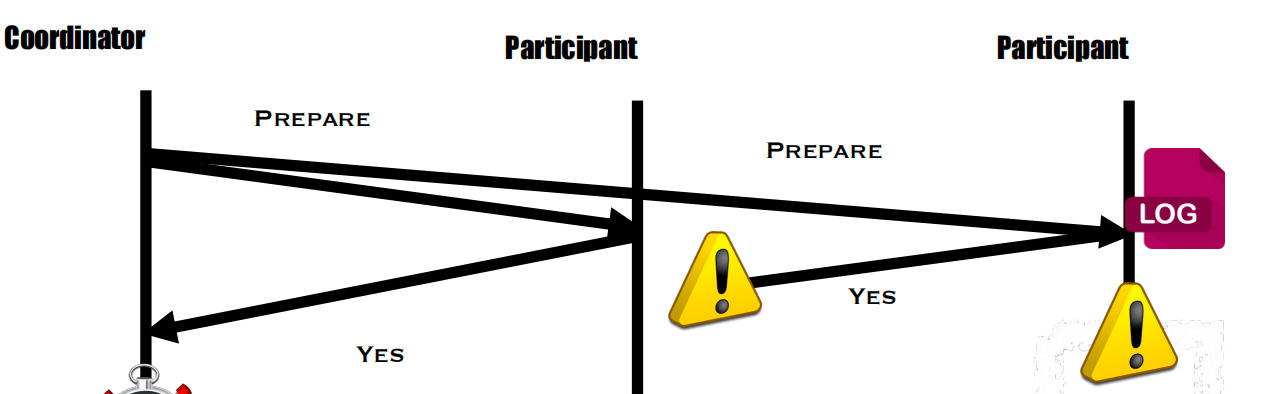 Coordinator
Participant
Participant
PREPARE
PREPARE
LOG
YES
YES